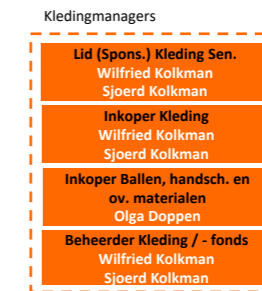 Kledingmanagers
Lid (Spons.) Kleding Sen.
Wilfried Kolkman
Sjoerd Kolkman
Inkoper Kleding
Wilfried Kolkman
Sjoerd Kolkman
Inkoper Ballen, handsch. en
ov. materialen
Olga Doppen
Beheerder Kleding / - fonds
Wilfried Kolkman
Sjoerd Kolkman